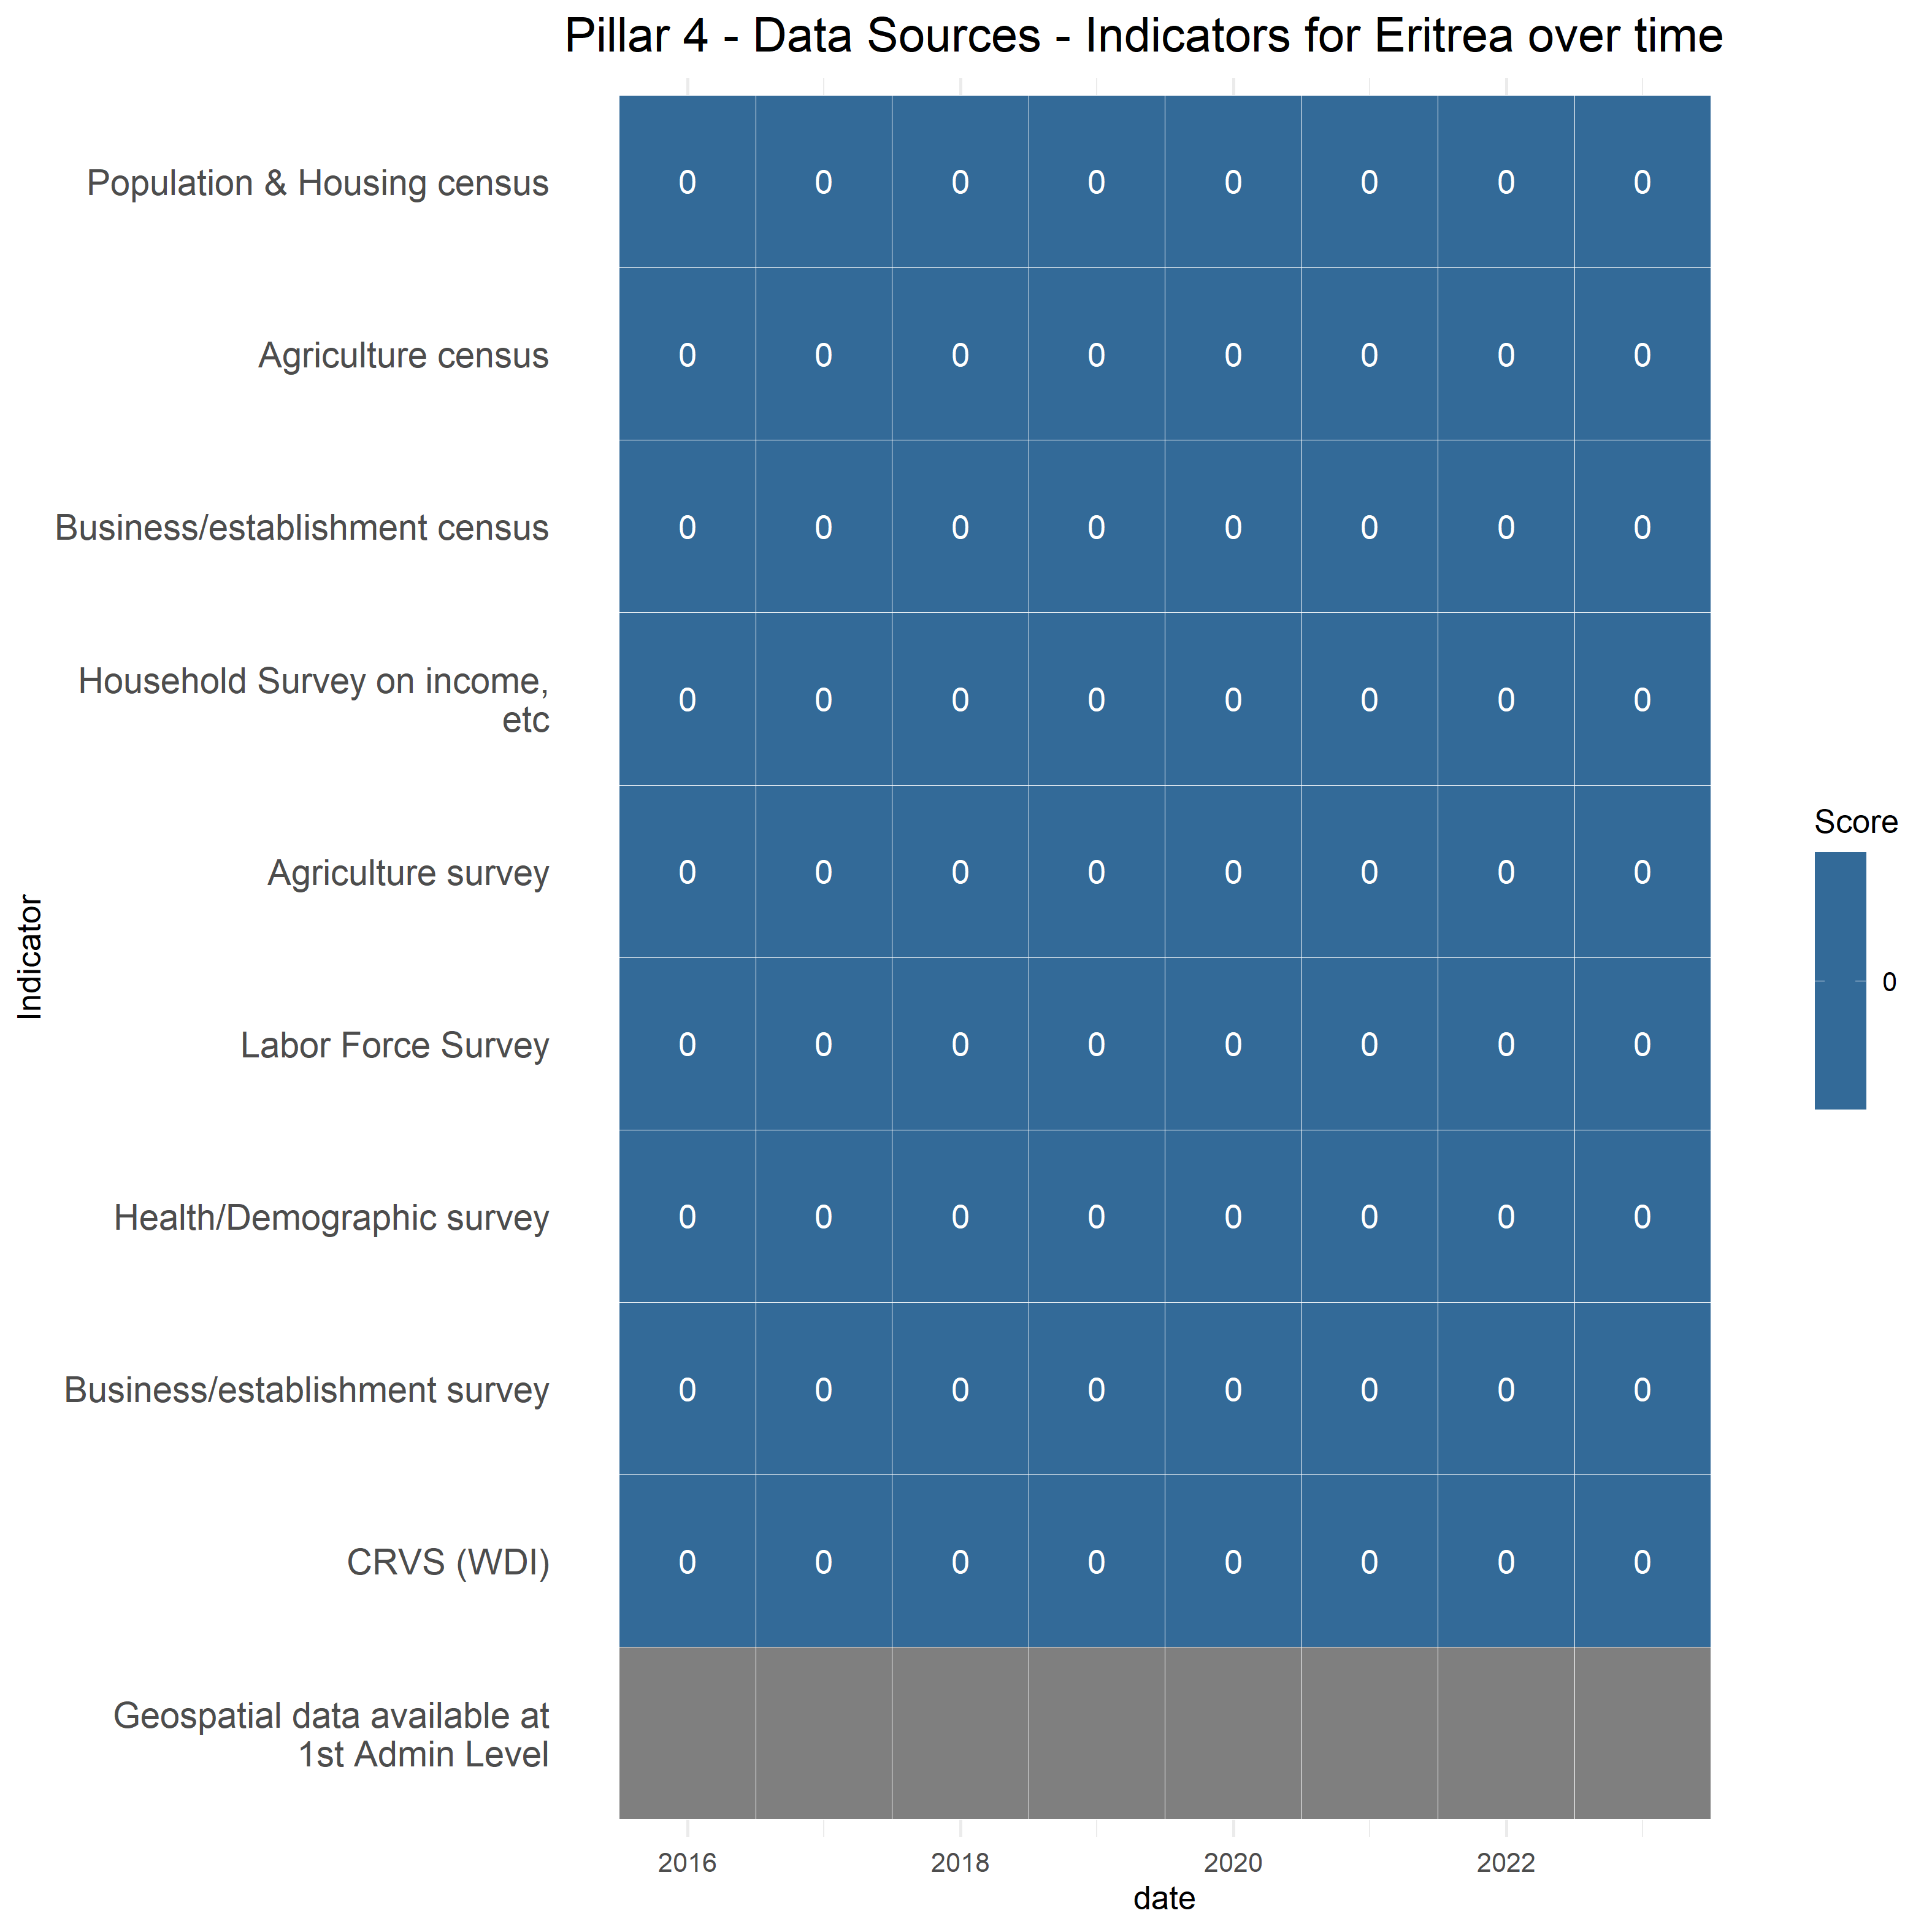 Pillar 4 - Data Sources - Indicators for Eritrea over time
Indicator
Population & Housing census 0 0 0 0 0 0 0 0
Agriculture census 0 0 0 0 0 0 0 0
Business/establishment census 0 0 0 0 0 0 0 0
Household Survey on income,
etc
0 0 0 0 0 0 0 0
Agriculture survey 0 0 0 0 0 0 0 0
Labor Force Survey 0 0 0 0 0 0 0 0
Health/Demographic survey 0 0 0 0 0 0 0 0
Business/establishment survey 0 0 0 0 0 0 0 0
CRVS (WDI) 0 0 0 0 0 0 0 0
Geospatial data available at
1st Admin Level
2016 2018 2020 2022
date
Score
0